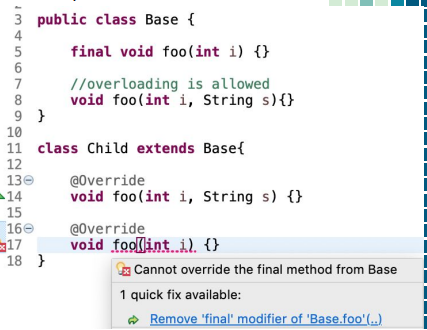 3 public class Base {
4
5 final void foo(int i) {}
6
7 //overloading is allowed
8 void foo(int i, String s){}
9 }
10
11 class Child extends Base{
12
13 @Override
14 void foo(int i, String s) {}
15
16 @Override
17 void foo(int i) {}
18 }
Cannot override the final method from Base
1 quick fix available:
Remove 'final' modifier of 'Base.foo'(..)